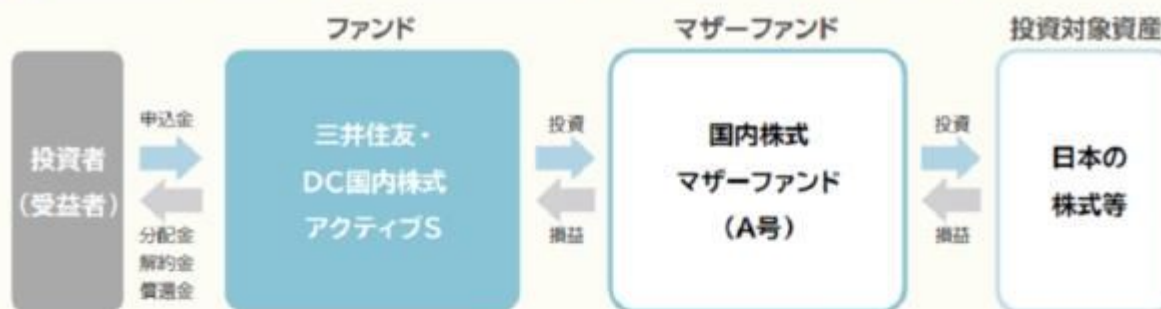 ファンド
マザーファンド
投資対象資産
投資者
(受益者)
申込金
分配金
解約金
償還金
三井住友・
DC国内株式
アクティブS
投資
損益
国内株式
マザーファンド
(A号)
投資
損益
日本の
株式等